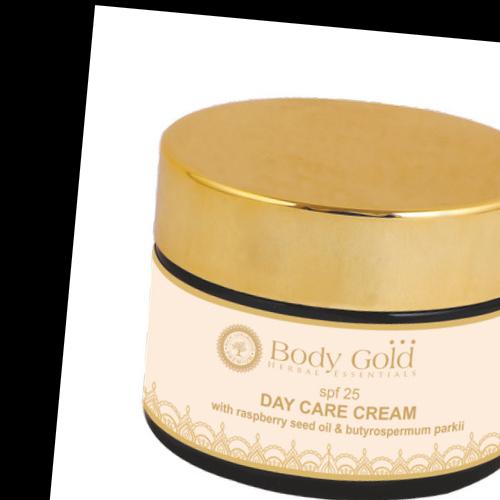 Body Gold
HERBAL ESSENTIALS
spf 25
DAY CARE CREAM
with raspberry seed oil & butyrospermum parkii